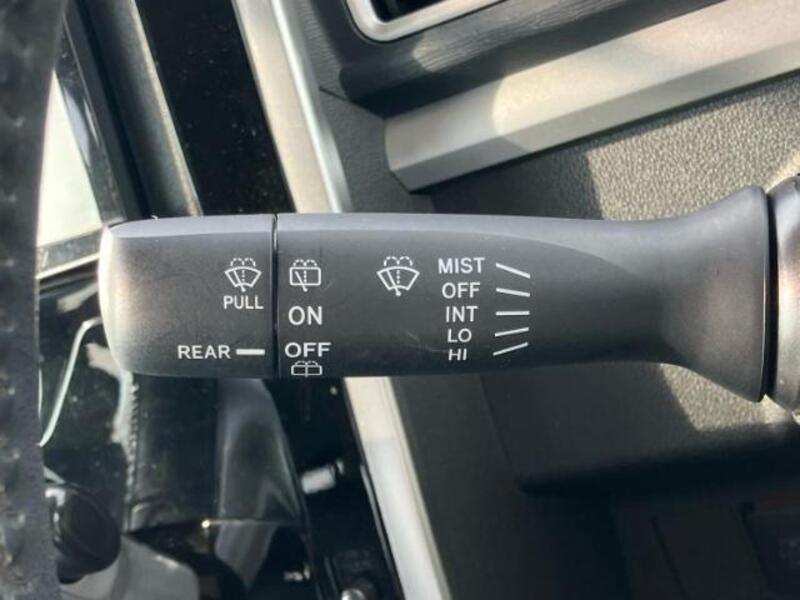 PULL
REAR
ON
OFF
MIST
OFF
INT
LO
HI